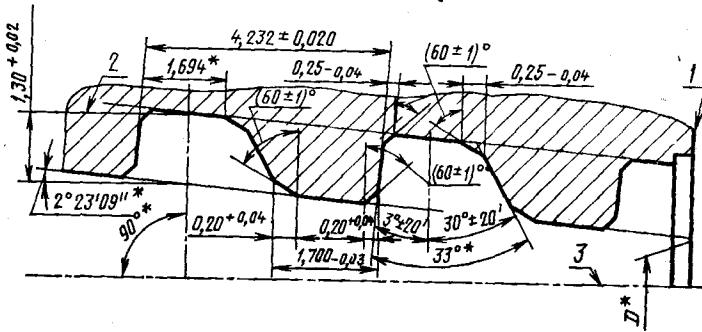 4,232 ± 0,020
1,30 + 0,02
2
1,694*
0,25-0,04
(60 ± 1)°
0,25-0,04
1
(60 ± 1)°
(60 ± 1)°
2°23'09" *
90°*
0,20+0,04
0,20+0,04
3°±20'
30°±20'
1,700-0,03
33°*
3
D*